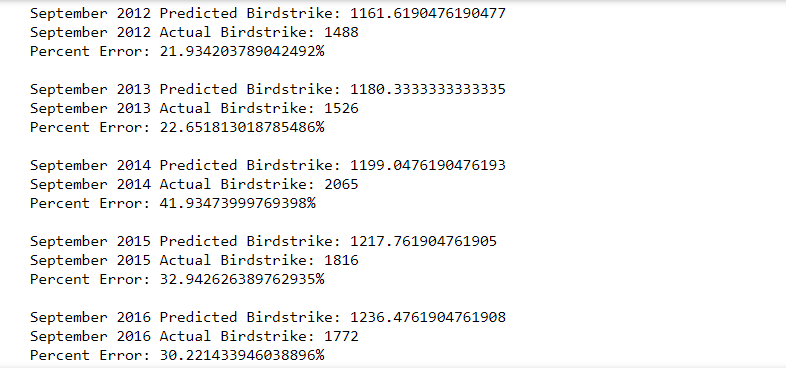 September 2012 Predicted Birdstrike: 1161.6190476190477
September 2012 Actual Birdstrike: 1488
Percent Error: 21.934203789042492%
September 2013 Predicted Birdstrike: 1180.3333333333335
September 2013 Actual Birdstrike: 1526
Percent Error: 22.651813018785486%
September 2014 Predicted Birdstrike: 1199.0476190476193
September 2014 Actual Birdstrike: 2065
Percent Error: 41.93473999769398%
September 2015 Predicted Birdstrike: 1217.761904761905
September 2015 Actual Birdstrike: 1816
Percent Error: 32.942626389762935%
September 2016 Predicted Birdstrike: 1236.4761904761908
September 2016 Actual Birdstrike: 1772
Percent Error: 30.221433946038896%